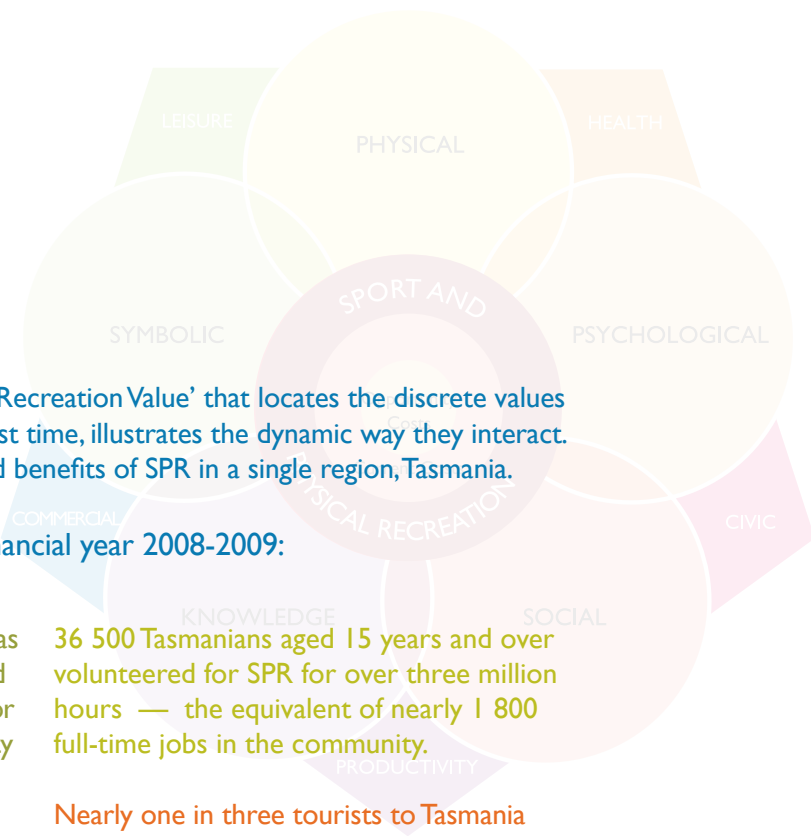 LEISURE
HEALTH
PHYSICAL
SPORT AND
SYMBOLIC
PSYCHOLOGICAL
Recreation Value’ that locates the discrete values
st time, illustrates the dynamic way they interact.
d benefits of SPR in a single region, Tasmania.
PHYSICAL RECREATION
COMMERCIAL
CIVIC
nancial year 2008-2009:
KNOWLEDGE
SOCIAL
as
d
or
ty
36 500 Tasmanians aged 15 years and over
volunteered for SPR for over three million
hours — the equivalent of nearly 1 800
full-time jobs in the community.
PRODUCTIVITY
Nearly one in three tourists to Tasmania